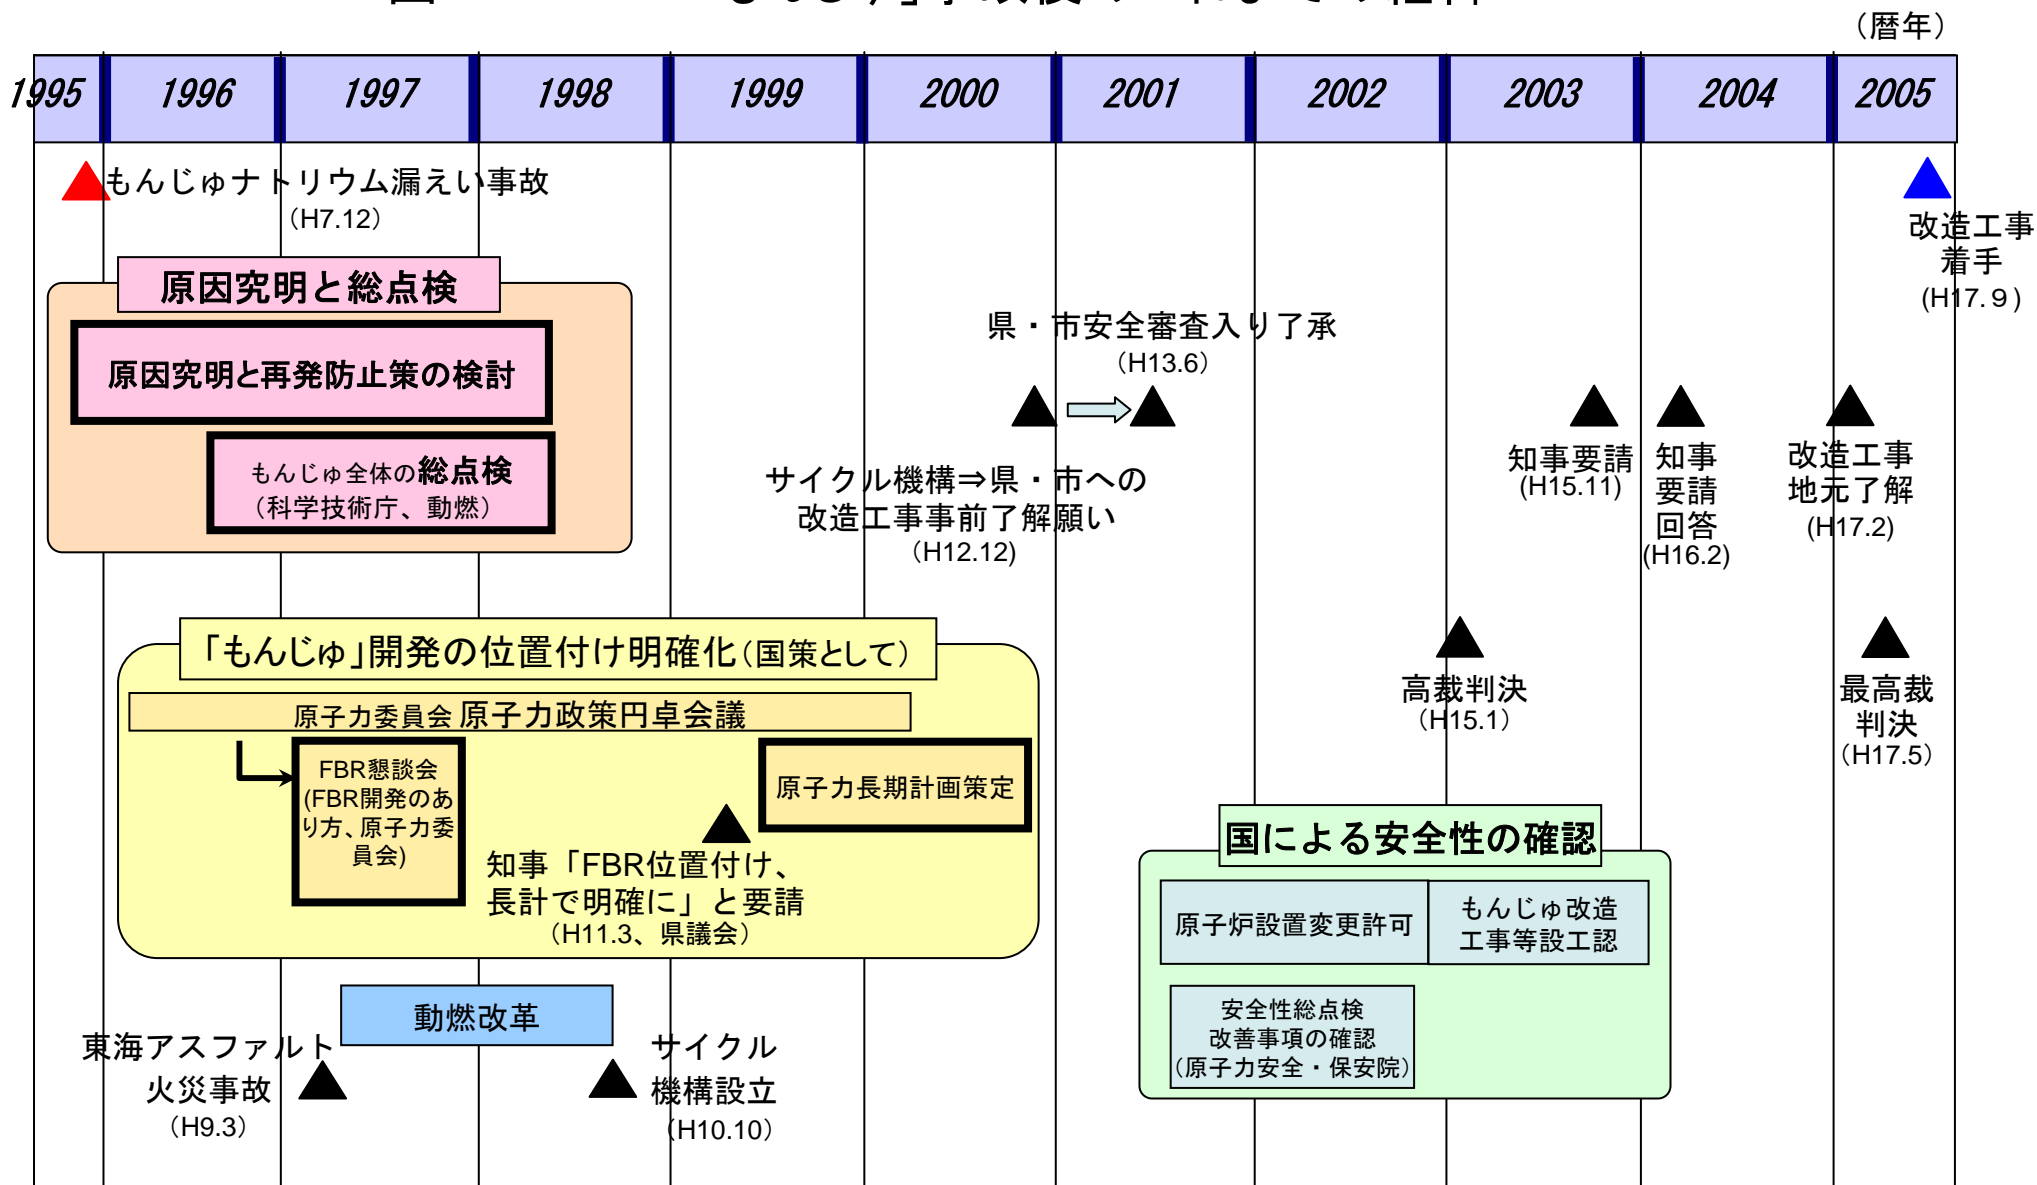 （暦年）
1995 1996 1997 1998 1999 2000 2001 2002 2003 2004 2005
もんじゅナトリウム漏えい事故
（H7.12）
改造工事
着手
(H17.９)
原因究明と総点検
原因究明と再発防止策の検討
もんじゅ全体の総点検
（科学技術庁、動燃）
県・市安全審査入り了承
（H13.6）
サイクル機構⇒県・市への
改造工事事前了解願い
（H12.12)
知事要請
(H15.11)
知事
要請
回答
(H16.2)
改造工事
地元了解
(H17.2)
「もんじゅ」開発の位置付け明確化（国策として）
原子力委員会 原子力政策円卓会議
FBR懇談会
(FBR開発のあ
り方、原子力委
員会)
原子力長期計画策定
知事「FBR位置付け、
長計で明確に」と要請
（H11.3、県議会）
高裁判決
（H15.1）
最高裁
判決
（H17.5）
国による安全性の確認
原子炉設置変更許可
もんじゅ改造
工事等設工認
安全性総点検
改善事項の確認
（原子力安全・保安院）
動燃改革
東海アスファルト
火災事故
（H9.3）
サイクル
機構設立
（H10.10）